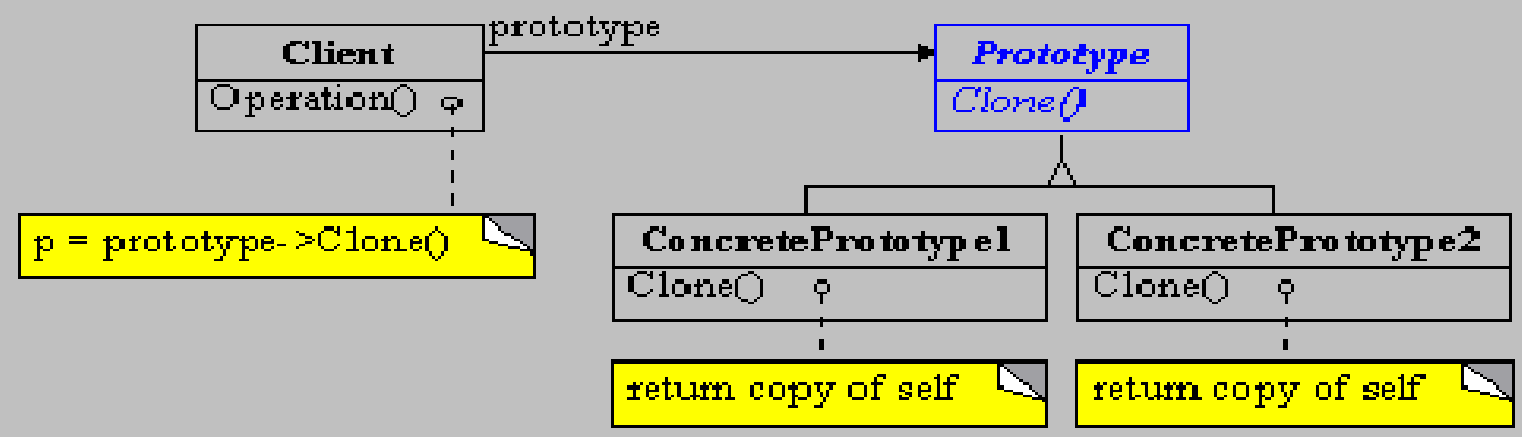 prototype
Client
Operation()
Prototype
Clone()
p = prototype->Clone()
ConcretePrototype1
Clone()
ConcretePrototype2
Clone()
return copy of self
return copy of self